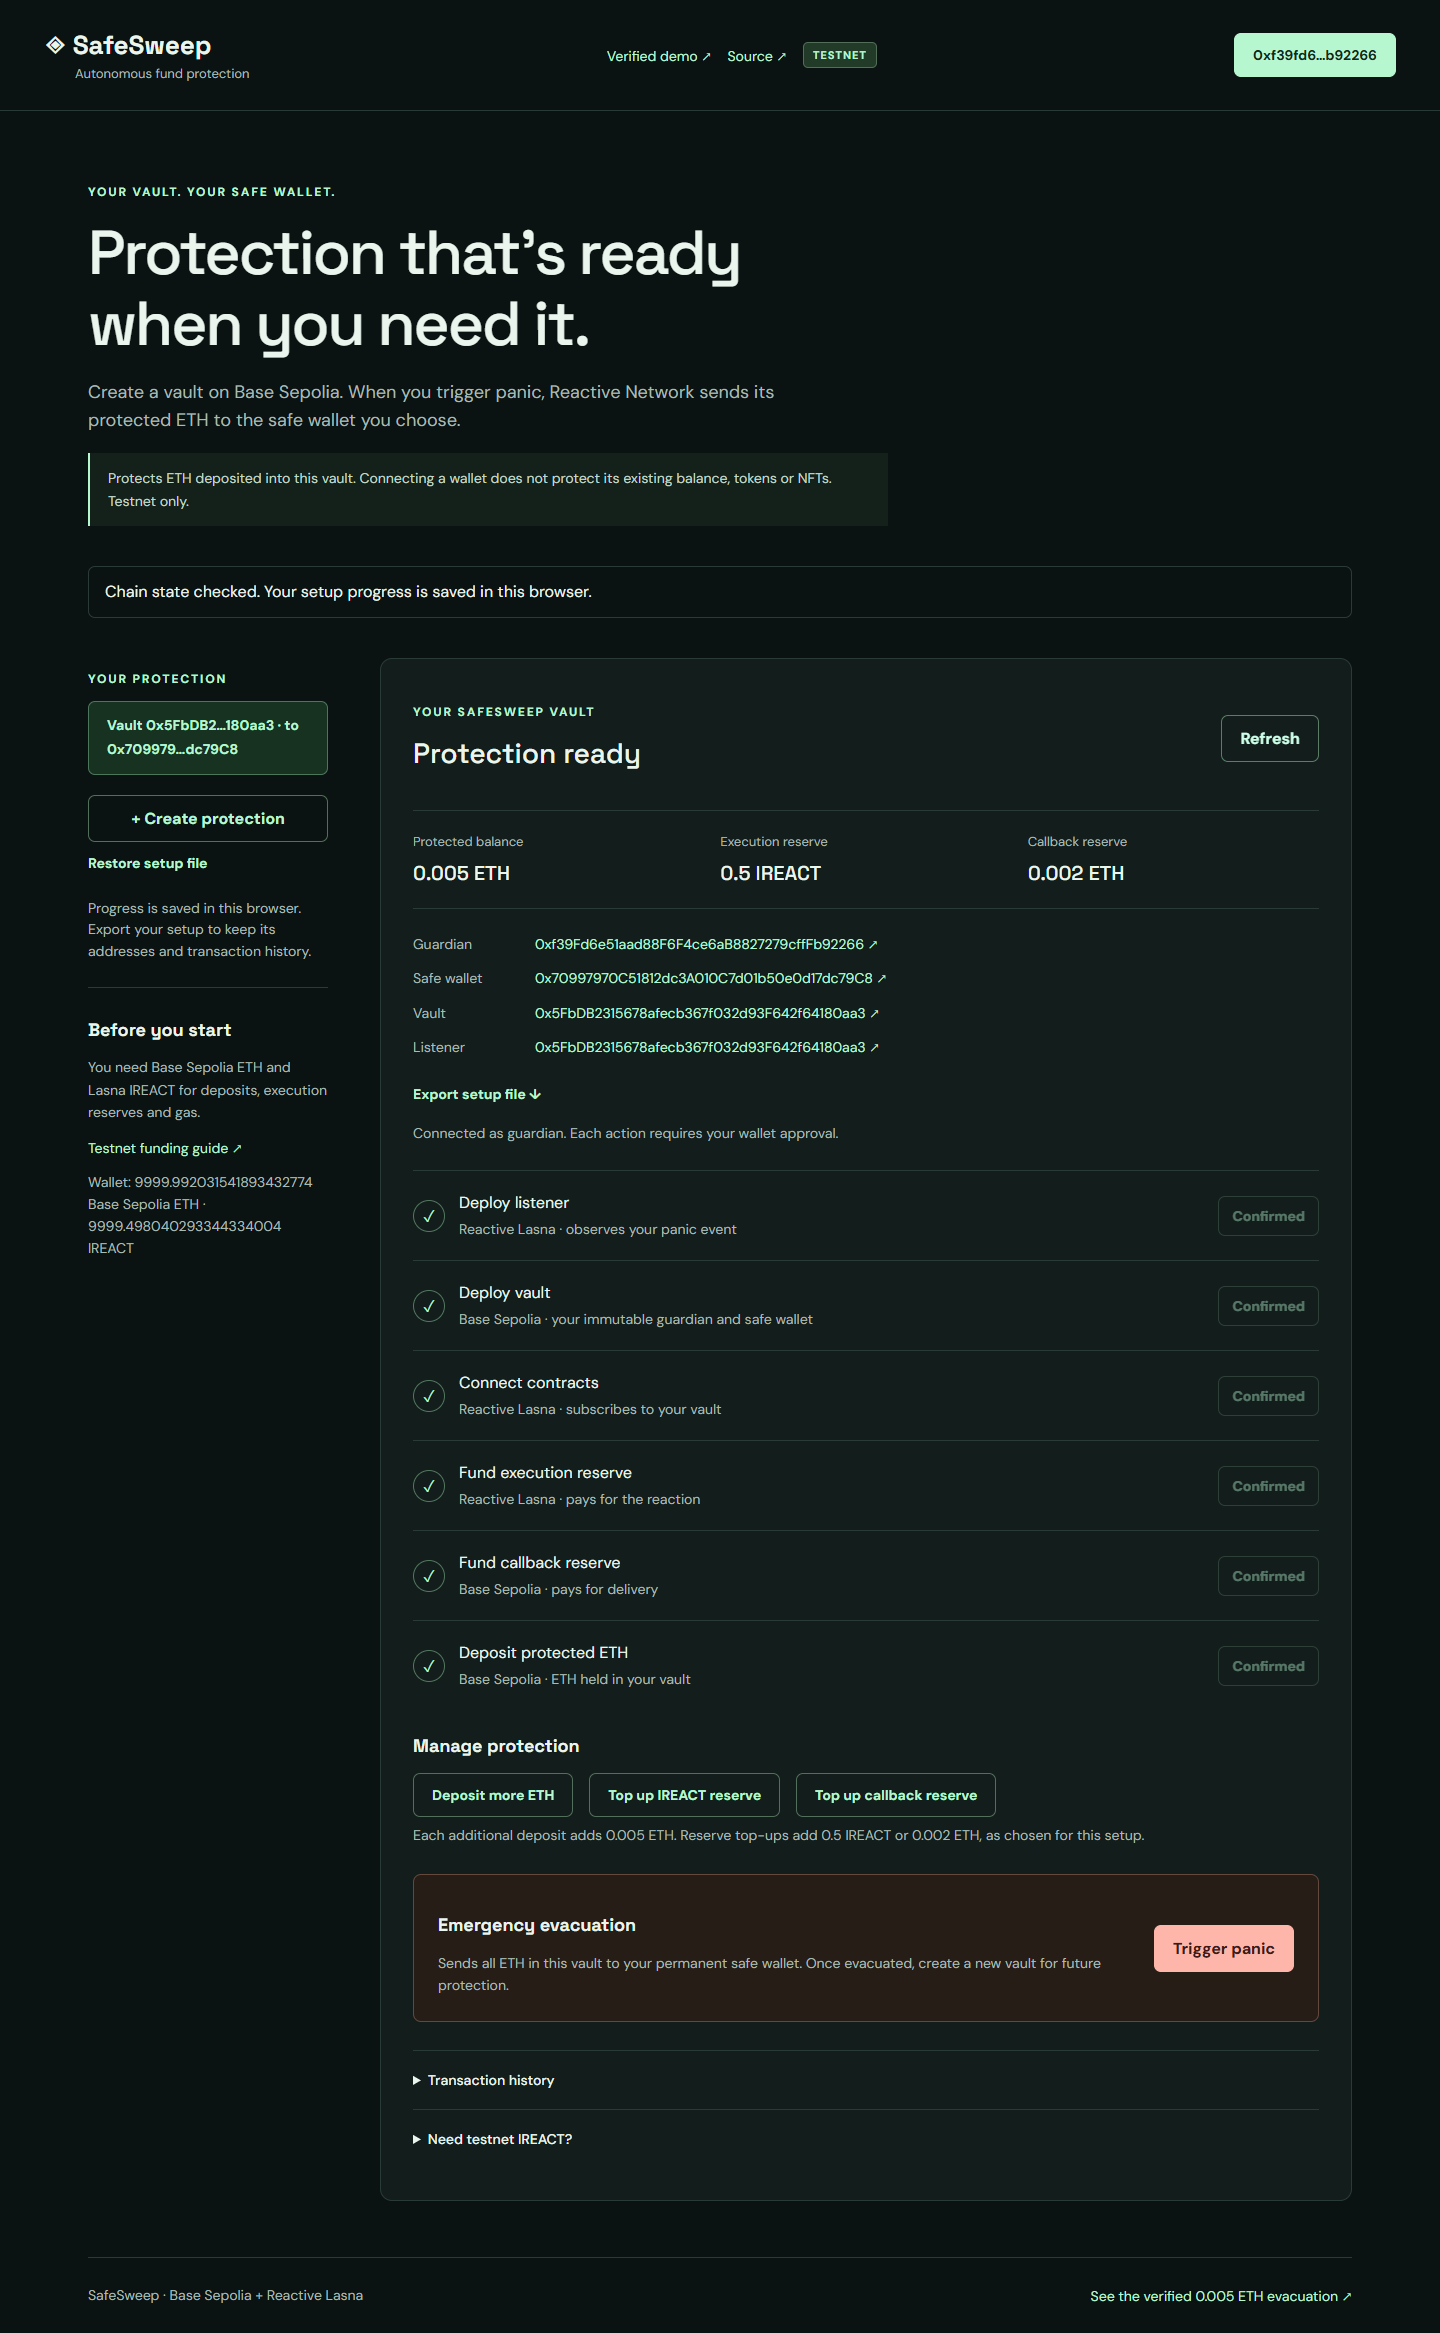 SafeSweep
Autonomous fund protection
Verified demo ↗
Source ↗
TESTNET
0xf39fd6...b92266
YOUR VAULT. YOUR SAFE WALLET.
Protection that's ready
when you need it.
Create a vault on Base Sepolia. When you trigger panic, Reactive Network sends its
protected ETH to the safe wallet you choose.
Protects ETH deposited into this vault. Connecting a wallet does not protect its existing balance, tokens or NFTs.
Testnet only.
Chain state checked. Your setup progress is saved in this browser.
YOUR PROTECTION
Vault 0x5FbDB2...180aa3 · to
0x709979...dc79C8
+ Create protection
Restore setup file
Progress is saved in this browser.
Export your setup to keep its
addresses and transaction history.
Before you start
You need Base Sepolia ETH and
Lasna lREACT for deposits, execution
reserves and gas.
Testnet funding guide ↗
Wallet: 9999.992031541893432774
Base Sepolia ETH ·
9999.498040293344334004
lREACT
YOUR SAFESWEEP VAULT
Protection ready
Refresh
Protected balance
0.005 ETH
Execution reserve
0.5 lREACT
Callback reserve
0.002 ETH
Guardian
0xf39Fd6e51aad88F6F4ce6aB8827279cffFb92266 ↗
Safe wallet
0x70997970C51812dc3A010C7d01b50e0d17dc79C8 ↗
Vault
0x5FbDB2315678afecb367f032d93F642f64180aa3 ↗
Listener
0x5FbDB2315678afecb367f032d93F642f64180aa3 ↗
Export setup file ↓
Connected as guardian. Each action requires your wallet approval.
✓
Deploy listener
Reactive Lasna · observes your panic event
Confirmed
✓
Deploy vault
Base Sepolia · your immutable guardian and safe wallet
Confirmed
✓
Connect contracts
Reactive Lasna · subscribes to your vault
Confirmed
✓
Fund execution reserve
Reactive Lasna · pays for the reaction
Confirmed
✓
Fund callback reserve
Base Sepolia · pays for delivery
Confirmed
✓
Deposit protected ETH
Base Sepolia · ETH held in your vault
Confirmed
Manage protection
Deposit more ETH
Top up lREACT reserve
Top up callback reserve
Each additional deposit adds 0.005 ETH. Reserve top-ups add 0.5 lREACT or 0.002 ETH, as chosen for this setup.
Emergency evacuation
Sends all ETH in this vault to your permanent safe wallet. Once evacuated, create a new vault for future
protection.
Trigger panic
▶ Transaction history
▶ Need testnet lREACT?
SafeSweep · Base Sepolia + Reactive Lasna
See the verified 0.005 ETH evacuation ↗